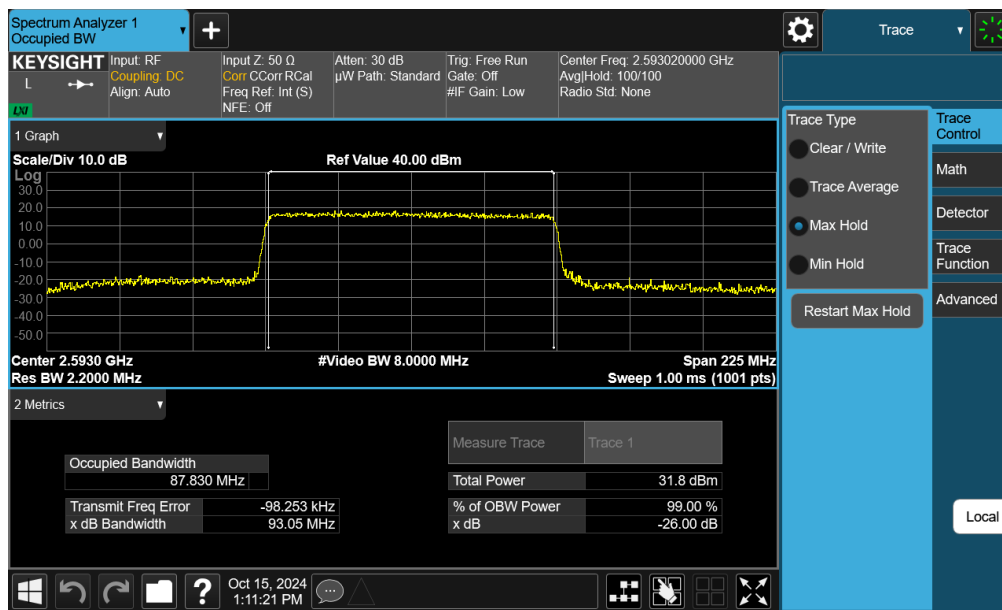 Spectrum Analyzer 1
Occupied BW
Trace
KEYSIGHT
L
LXI
Input: RF
Coupling: DC
Align: Auto
Input Z: 50 Ω
Corr CCorr RCal
Freq Ref: Int (S)
NFE: Off
Atten: 30 dB
µW Path: Standard
Trig: Free Run
Gate: Off
#IF Gain: Low
Center Freq: 2.593020000 GHz
Avg|Hold: 100/100
Radio Std: None
1 Graph
Scale/Div 10.0 dB
Ref Value 40.00 dBm
Log
30.0
20.0
10.0
0.00
-10.0
-20.0
-30.0
-40.0
-50.0
Center 2.5930 GHz
#Video BW 8.0000 MHz
Span 225 MHz
Res BW 2.2000 MHz
Sweep 1.00 ms (1001 pts)
2 Metrics
Measure Trace
Trace 1
Occupied Bandwidth
87.830 MHz
Total Power
31.8 dBm
Transmit Freq Error
-98.253 kHz
% of OBW Power
99.00 %
x dB Bandwidth
93.05 MHz
x dB
-26.00 dB
Trace Type
Clear / Write
Trace Average
Max Hold
Min Hold
Restart Max Hold
Trace
Control
Math
Detector
Trace
Function
Advanced
Local
?
Oct 15, 2024
1:11:21 PM